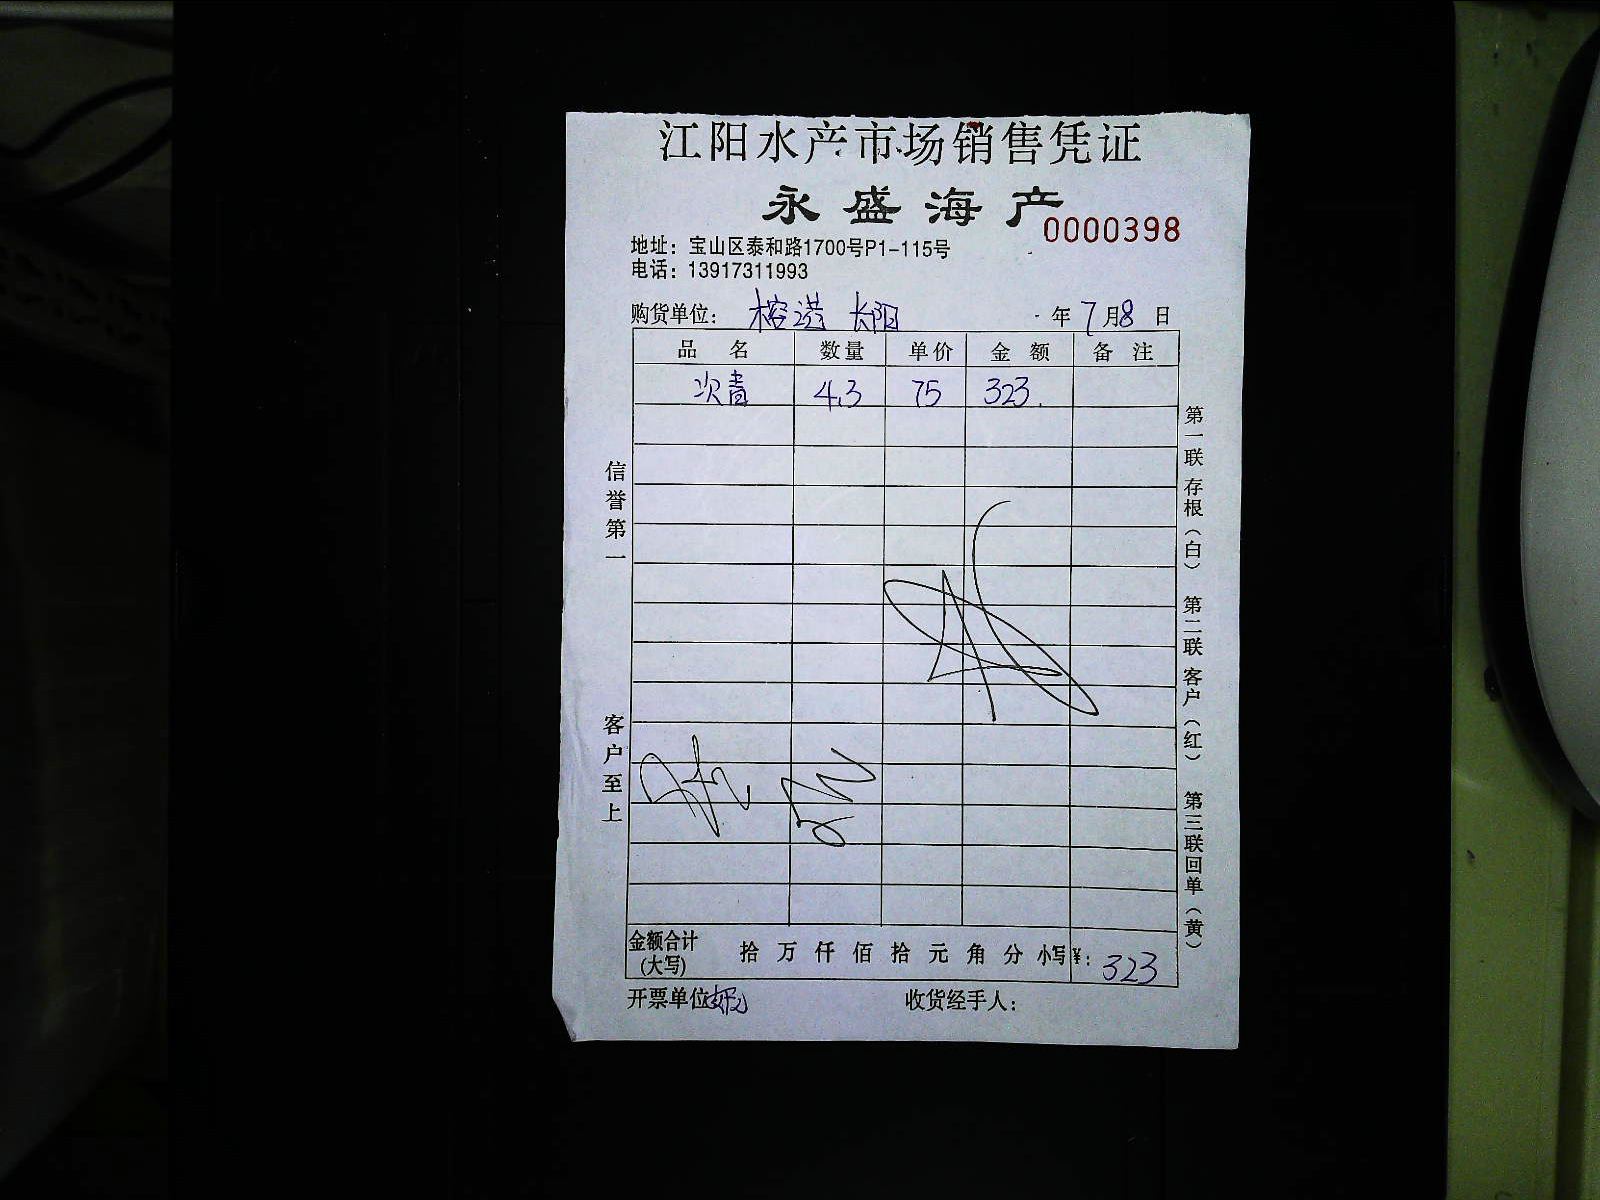 江阳水产市场销售凭证
永盛海产
0000398
地址：宝山区泰和路1700号P1-115号
电话：13917311993
购货单位： 榕港 长阳 年7月8日
品名 数量 单价 金额 备注
次青 4.3 75 323.
信誉第一
客户至上
第一联 存根（白） 第二联 客户（红） 第三联 回单（黄）
金额合计(大写) 拾 万 仟 佰 拾 元 角 分 小写¥：323
开票单位 收货经手人：